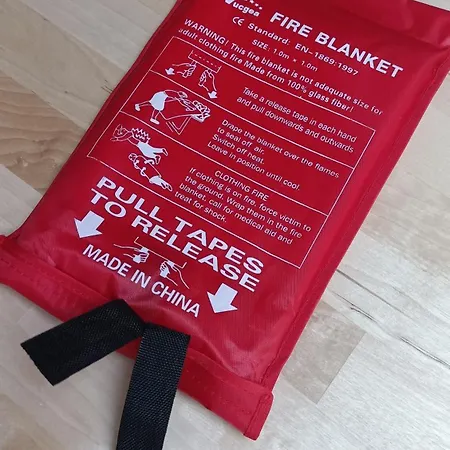 ucgen
FIRE BLANKET
CE Standard: EN-1869:1997
SIZE: 1.0m × 1.0m
WARNING! This fire blanket is not adequate size for
adult clothing fire Made from 100% glass fiber!
Take a release tape in each hand
and pull downwards and outwards
Drape the blanket over the flames
to seal off air.
Switch off heat.
Leave in position until cool.
CLOTHING FIRE
If clothing is on fire, force victim to
the ground. Wrap them in the fire
blanket, call for medical aid and
treat for shock.
PULL TAPES
TO RELEASE
MADE IN CHINA